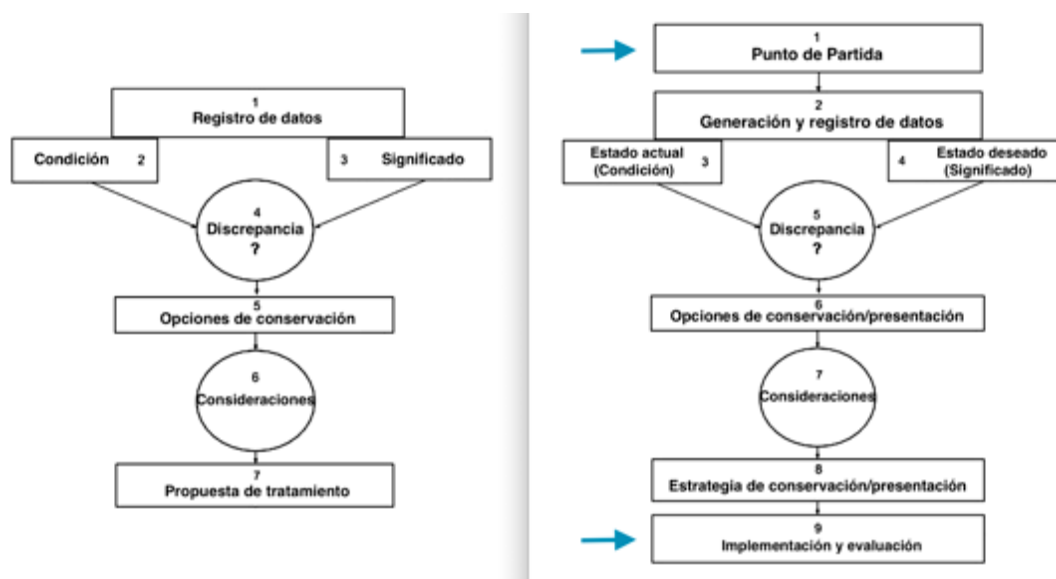 1
Registro de datos
Condición 2
3 Significado
4
Discrepancia
?
5
Opciones de conservación
6
Consideraciones
7
Propuesta de tratamiento
1
Punto de Partida
2
Generación y registro de datos
Estado actual
(Condición) 3
4 Estado deseado
(Significado)
5
Discrepancia
?
6
Opciones de conservación/presentación
7
Consideraciones
8
Estrategia de conservación/presentación
9
Implementación y evaluación